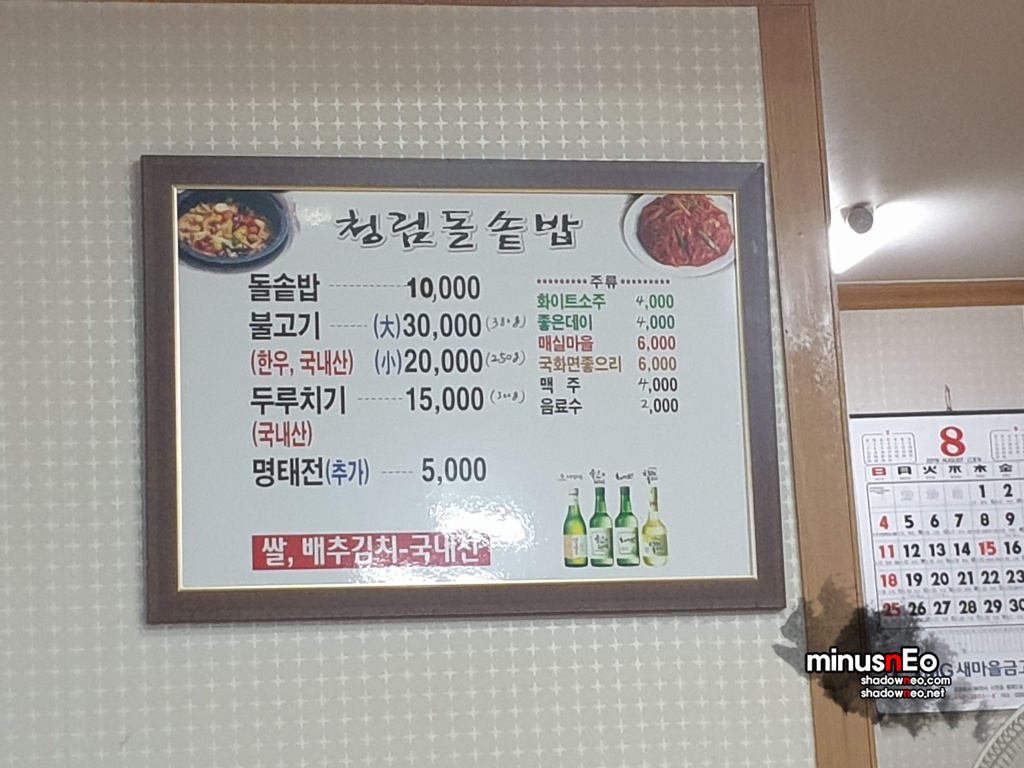 청림돌솥밥
돌솥밥 --------- 10,000
불고기 ----- (大)30,000(380g)
(한우, 국내산) (小)20,000(250g)
두루치기 ------ 15,000(300g)
(국내산)
명태전(추가) ---- 5,000
쌀, 배추김치-국내산
주류
화이트소주 4,000
좋은데이 4,000
매실마을 6,000
국화면좋으리 6,000
맥 주 4,000
음료수 2,000
8
2019 AUGUST
日 月 火 水 木 金
1 2
4 5 6 7 8 9
11 12 13 14 15 16
18 19 20 21 22 23
25 26 27 28 29 30
MG새마을금고
minusnEo
shadowneo.com
shadowneo.net